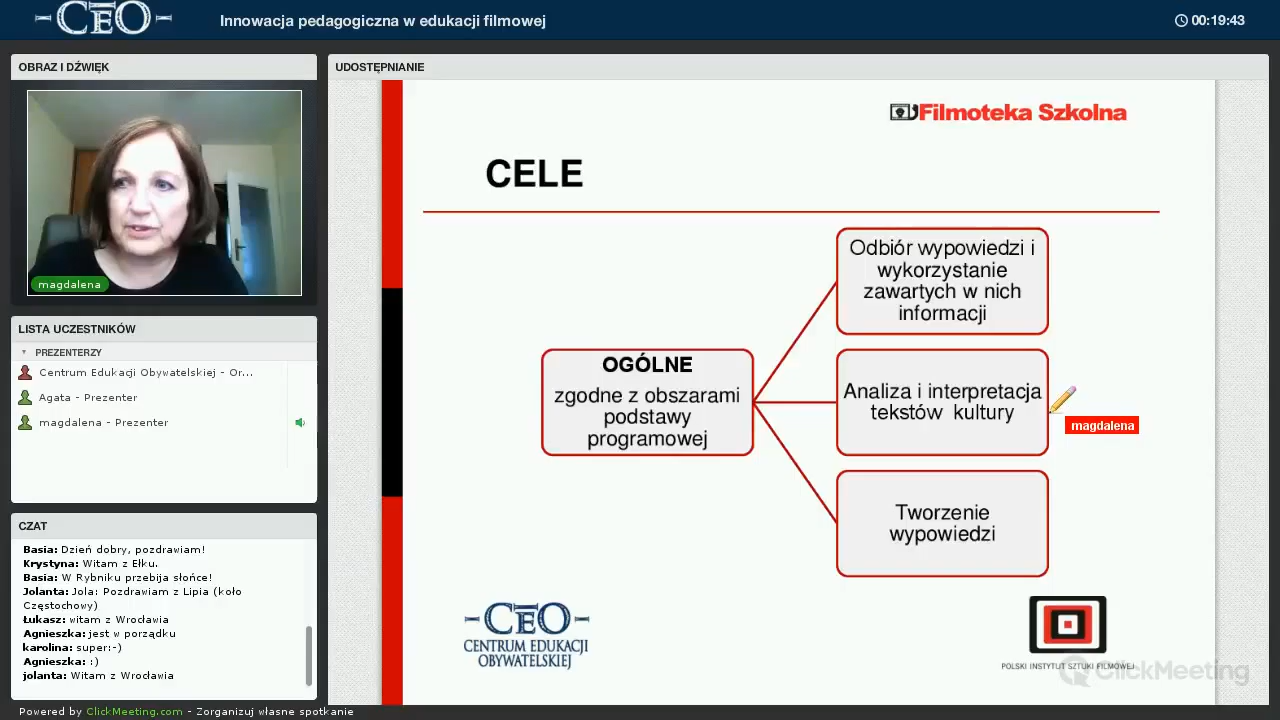 CEO
Innowacja pedagogiczna w edukacji filmowej
00:19:43
OBRAZ I DŹWIĘK
magdalena
LISTA UCZESTNIKÓW
PREZENTERZY
Centrum Edukacji Obywatelskiej - Or...
Agata - Prezenter
magdalena - Prezenter
CZAT
Basia: Dzień dobry, pozdrawiam!
Krystyna: Witam z Ełku.
Basia: W Rybniku przebija słońce!
Jolanta: Jola: Pozdrawiam z Lipia (koło
Częstochowy)
Łukasz: witam z Wrocławia
Agnieszka: jest w porządku
karolina: super:-)
Agnieszka: :)
jolanta: Witam z Wrocławia
Powered by ClickMeeting.com - Zorganizuj własne spotkanie
UDOSTĘPNIANIE
Filmoteka Szkolna
CELE
OGÓLNE
zgodne z obszarami
podstawy
programowej
Odbiór wypowiedzi i
wykorzystanie
zawartych w nich
informacji
Analiza i interpretacja
tekstów kultury
magdalena
Tworzenie
wypowiedzi
CEO
CENTRUM EDUKACJI
OBYWATELSKIEJ
POLSKI INSTYTUT SZTUKI FILMOWEJ
ClickMeeting